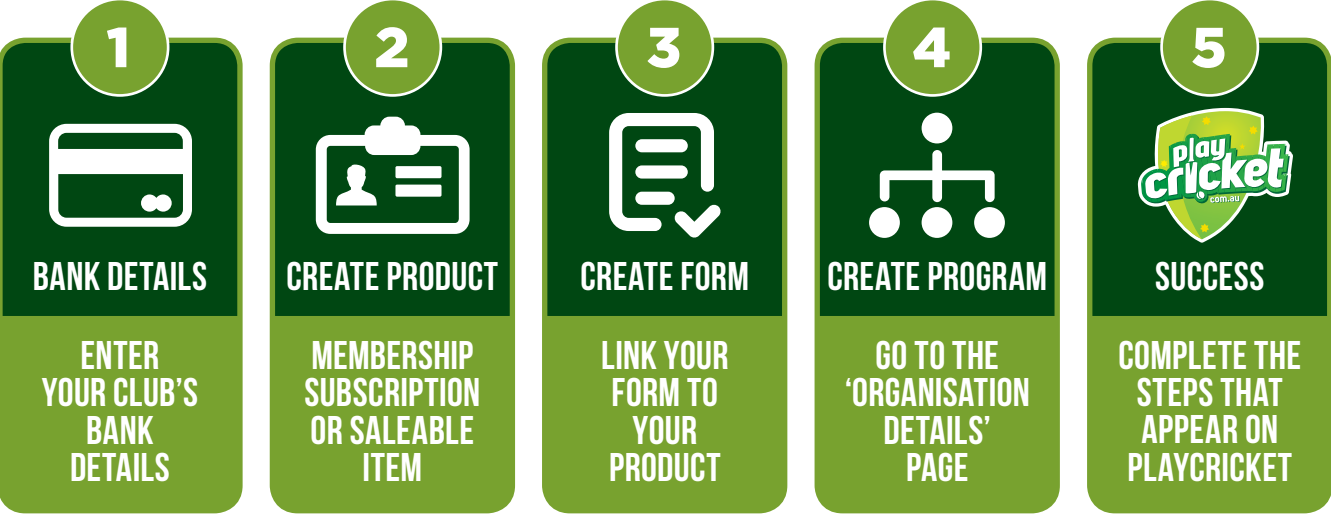 1
BANK DETAILS
ENTER
YOUR CLUB'S
BANK
DETAILS
2
CREATE PRODUCT
MEMBERSHIP
SUBSCRIPTION
OR SALEABLE
ITEM
3
CREATE FORM
LINK YOUR
FORM TO
YOUR
PRODUCT
4
CREATE PROGRAM
GO TO THE
‘ORGANISATION
DETAILS’
PAGE
5
play
cricket
com.au
SUCCESS
COMPLETE THE
STEPS THAT
APPEAR ON
PLAYCRICKET